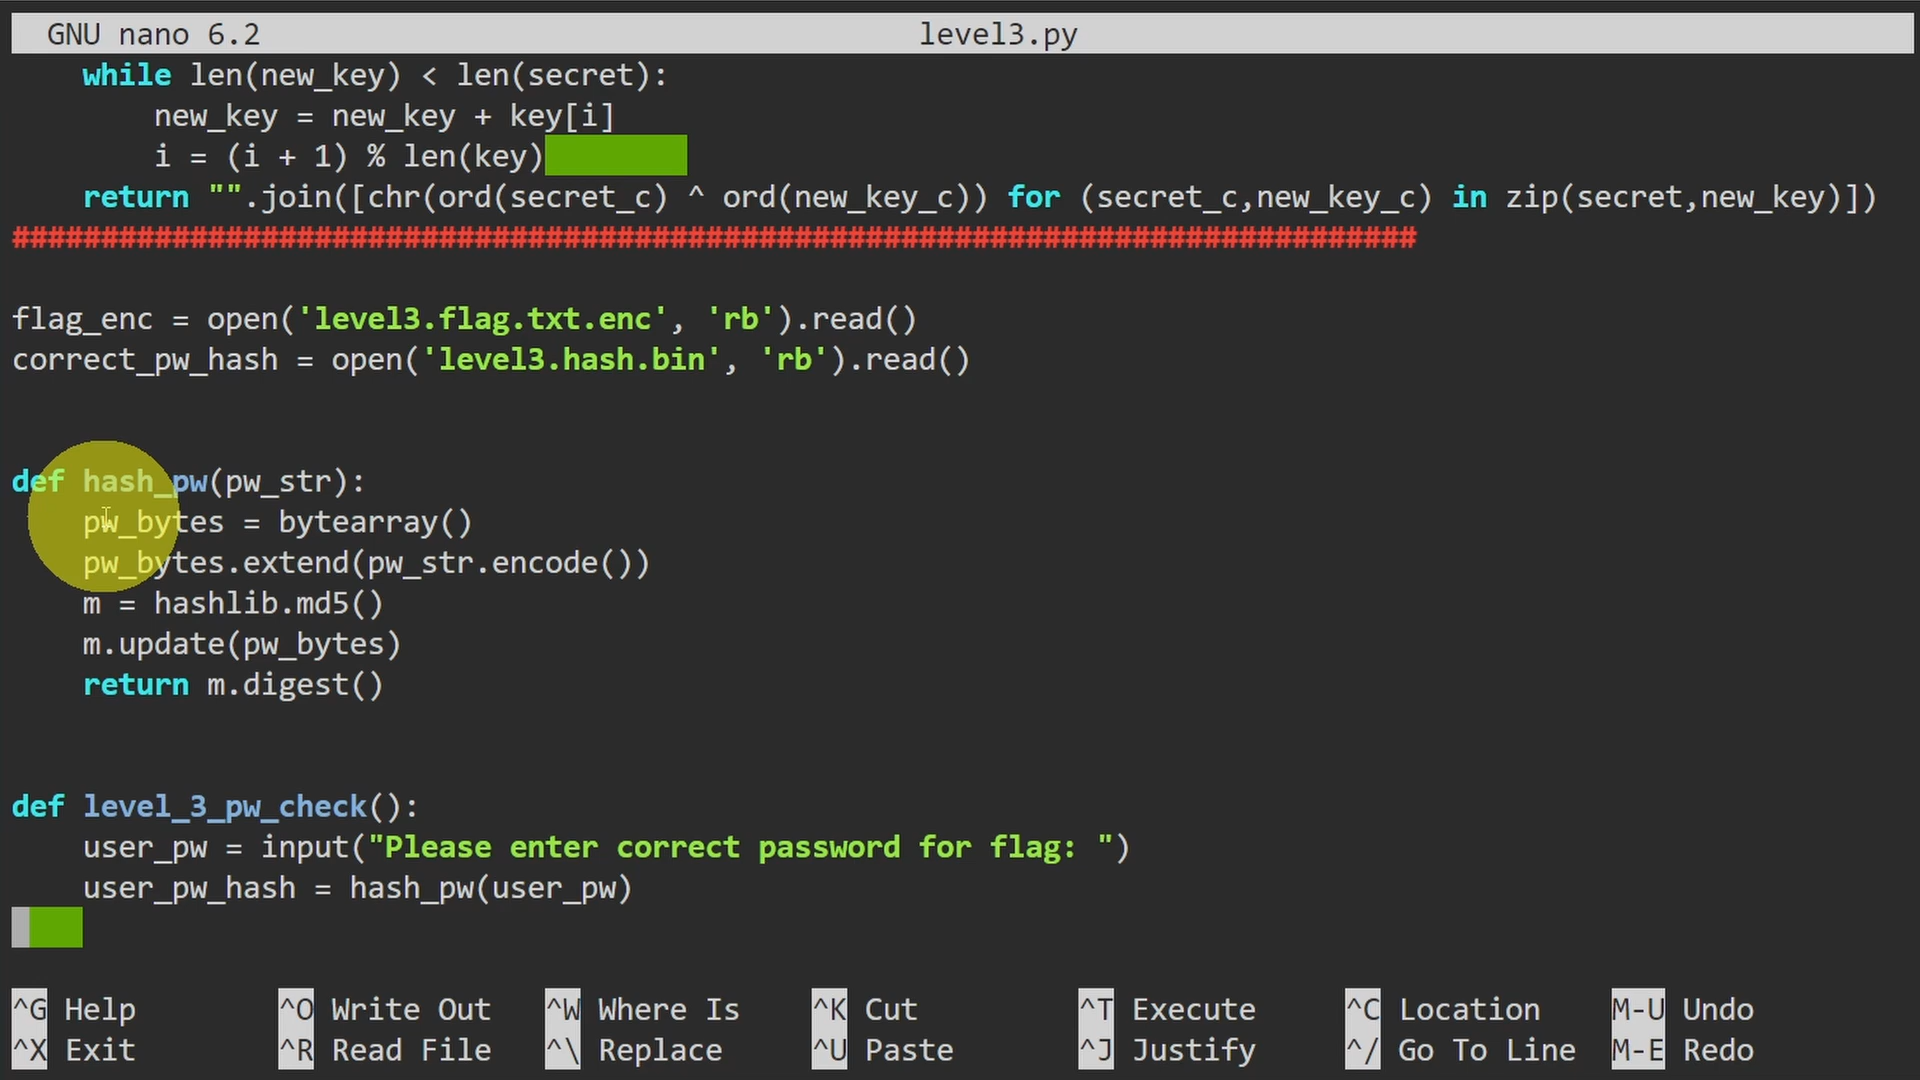 GNU nano 6.2 level3.py
while len(new_key) < len(secret):
new_key = new_key + key[i]
i = (i + 1) % len(key)
return "".join([chr(ord(secret_c) ^ ord(new_key_c)) for (secret_c,new_key_c) in zip(secret,new_key)])
###############################################################################
flag_enc = open('level3.flag.txt.enc', 'rb').read()
correct_pw_hash = open('level3.hash.bin', 'rb').read()
def hash_pw(pw_str):
pw_bytes = bytearray()
pw_bytes.extend(pw_str.encode())
m = hashlib.md5()
m.update(pw_bytes)
return m.digest()
def level_3_pw_check():
user_pw = input("Please enter correct password for flag: ")
user_pw_hash = hash_pw(user_pw)
^G Help ^O Write Out ^W Where Is ^K Cut ^T Execute ^C Location M-U Undo
^X Exit ^R Read File ^\ Replace ^U Paste ^J Justify ^/ Go To Line M-E Redo